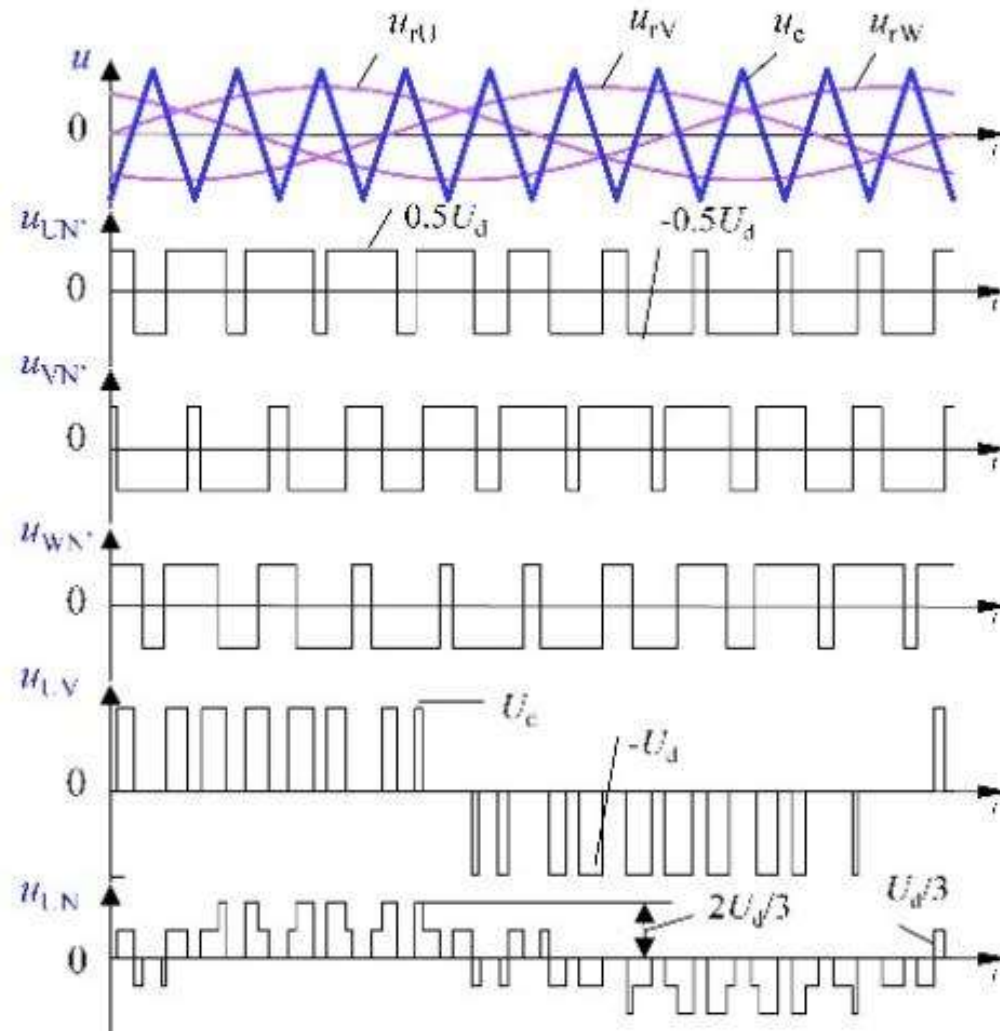 u_rU u_rV u_c u_rW
u
0
t
u_UN' 0.5U_d -0.5U_d
0
t
u_VN'
0
t
u_WN'
0
t
u_UV
U_c
-U_d
0
t
u_UN
2U_d/3
U_d/3
0
t